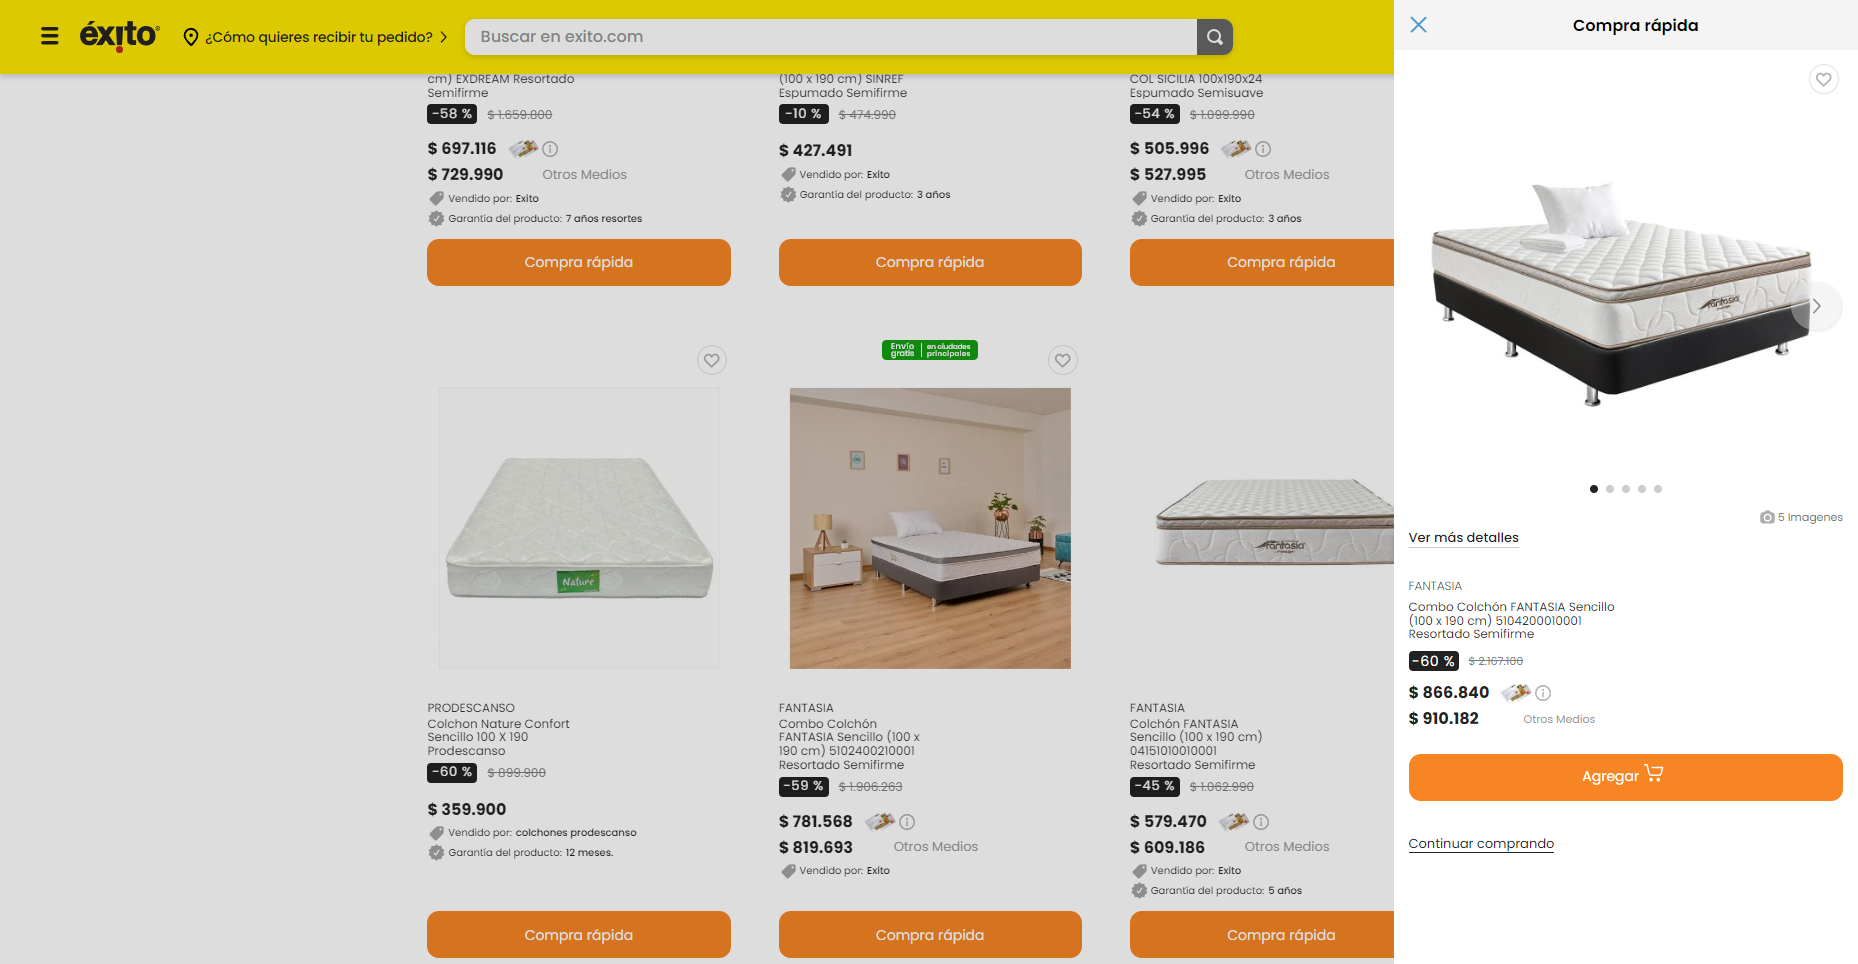 éxito
¿Cómo quieres recibir tu pedido?
Buscar en exito.com
cm) EXDREAM Resortado
Semifirme
-58 % $ 1.659.800
$ 697.116
$ 729.990 Otros Medios
Vendido por: Exito
Garantía del producto: 7 años resortes
Compra rápida
(100 x 190 cm) SINREF
Espumado Semifirme
-10 % $ 474.990
$ 427.491
Vendido por: Exito
Garantía del producto: 3 años
Compra rápida
COL SICILIA 100x190x24
Espumado Semisuave
-54 % $ 1.099.990
$ 505.996
$ 527.995 Otros Medios
Vendido por: Exito
Garantía del producto: 3 años
Compra rápida
Nature
PRODESCANSO
Colchon Nature Confort
Sencillo 100 X 190
Prodescanso
-60 % $ 899.900
$ 359.900
Vendido por: colchones prodescanso
Garantía del producto: 12 meses.
Compra rápida
Envío gratis | en ciudades principales
FANTASIA
Combo Colchón
FANTASIA Sencillo (100 x
190 cm) 5102400210001
Resortado Semifirme
-59 % $ 1.906.263
$ 781.568
$ 819.693 Otros Medios
Vendido por: Exito
Compra rápida
fantasia
FANTASIA
Colchón FANTASIA
Sencillo (100 x 190 cm)
04151010010001
Resortado Semifirme
-45 % $ 1.062.990
$ 579.470
$ 609.186 Otros Medios
Vendido por: Exito
Garantía del producto: 5 años
Compra rápida
Compra rápida
fantasia
5 Imagenes
Ver más detalles
FANTASIA
Combo Colchón FANTASIA Sencillo
(100 x 190 cm) 5104200010001
Resortado Semifirme
-60 % $ 2.167.100
$ 866.840
$ 910.182 Otros Medios
Agregar
Continuar comprando